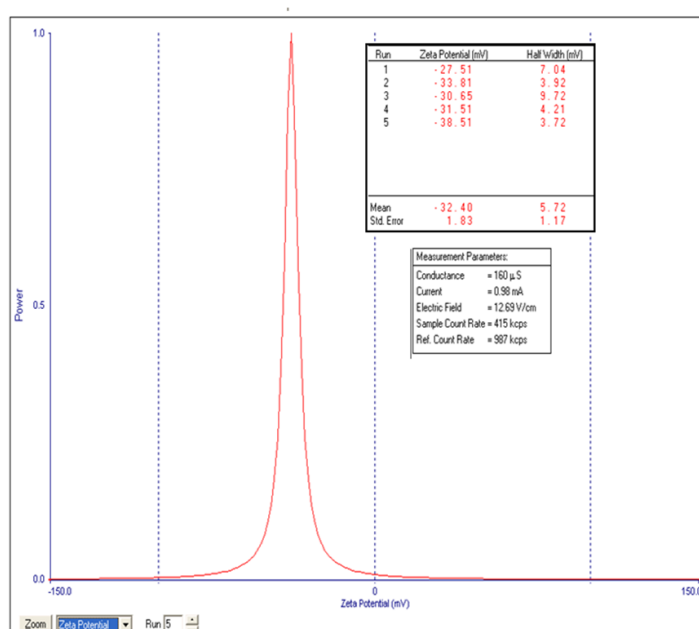 1.0
Run Zeta Potential (mV) Half Width (mV)
1 -27.51 7.04
2 -33.81 3.92
3 -30.65 9.72
4 -31.51 4.21
5 -38.51 3.72
Mean -32.40 5.72
Std. Error 1.83 1.17
Measurement Parameters:
Conductance = 160 µS
Current = 0.98 mA
Electric Field = 12.69 V/cm
Sample Count Rate = 415 kcps
Ref. Count Rate = 987 kcps
Power
0.5
0.0
-150.0 0 150.0
Zeta Potential (mV)
Zoom Zeta Potential Run 5